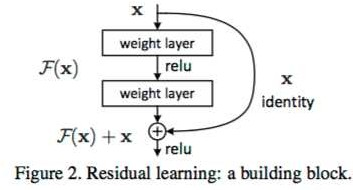 x
weight layer
F(x)
relu
weight layer
x
identity
F(x) + x
relu
Figure 2. Residual learning: a building block.